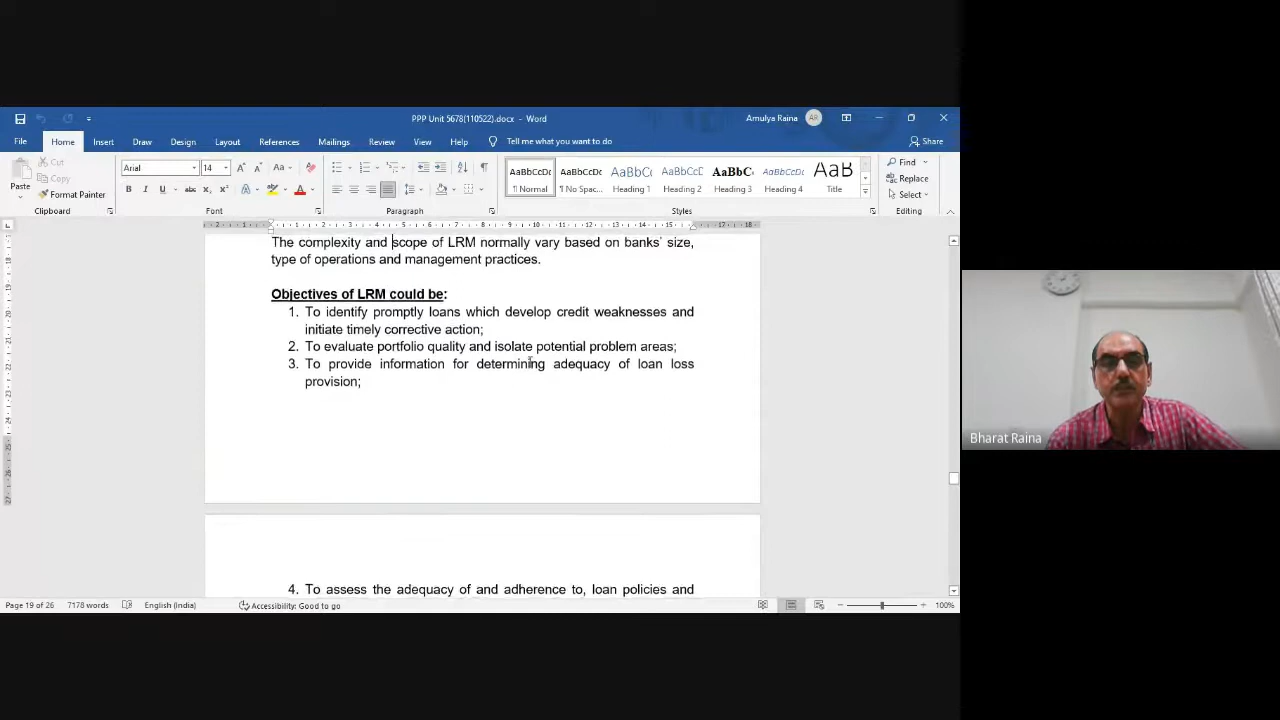 PPP Unit 5678(110522).docx - Word
Amulya Raina
AR
File Home Insert Draw Design Layout References Mailings Review View Help Tell me what you want to do Share
Paste
Cut
Copy
Format Painter
Clipboard
Arial 14
Font
Paragraph
AaBbCcDc AaBbCcDc AaBbCc AaBbCcD AaBbC AaBbCcD AaB
¶ Normal ¶ No Spac... Heading 1 Heading 2 Heading 3 Heading 4 Title
Styles
Find
Replace
Select
Editing
The complexity and scope of LRM normally vary based on banks' size,
type of operations and management practices.
Objectives of LRM could be:
1. To identify promptly loans which develop credit weaknesses and
initiate timely corrective action;
2. To evaluate portfolio quality and isolate potential problem areas;
3. To provide information for determining adequacy of loan loss
provision;
4. To assess the adequacy of and adherence to, loan policies and
Page 19 of 26 7178 words English (India) Accessibility: Good to go 100%
Bharat Raina